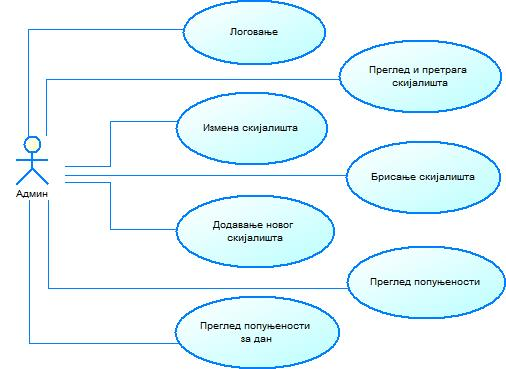 Логовање
Преглед и претрага
скијалишта
Измена скијалишта
Админ
Брисање скијалишта
Додавање новог
скијалишта
Преглед попуњености
Преглед попуњености
за дан